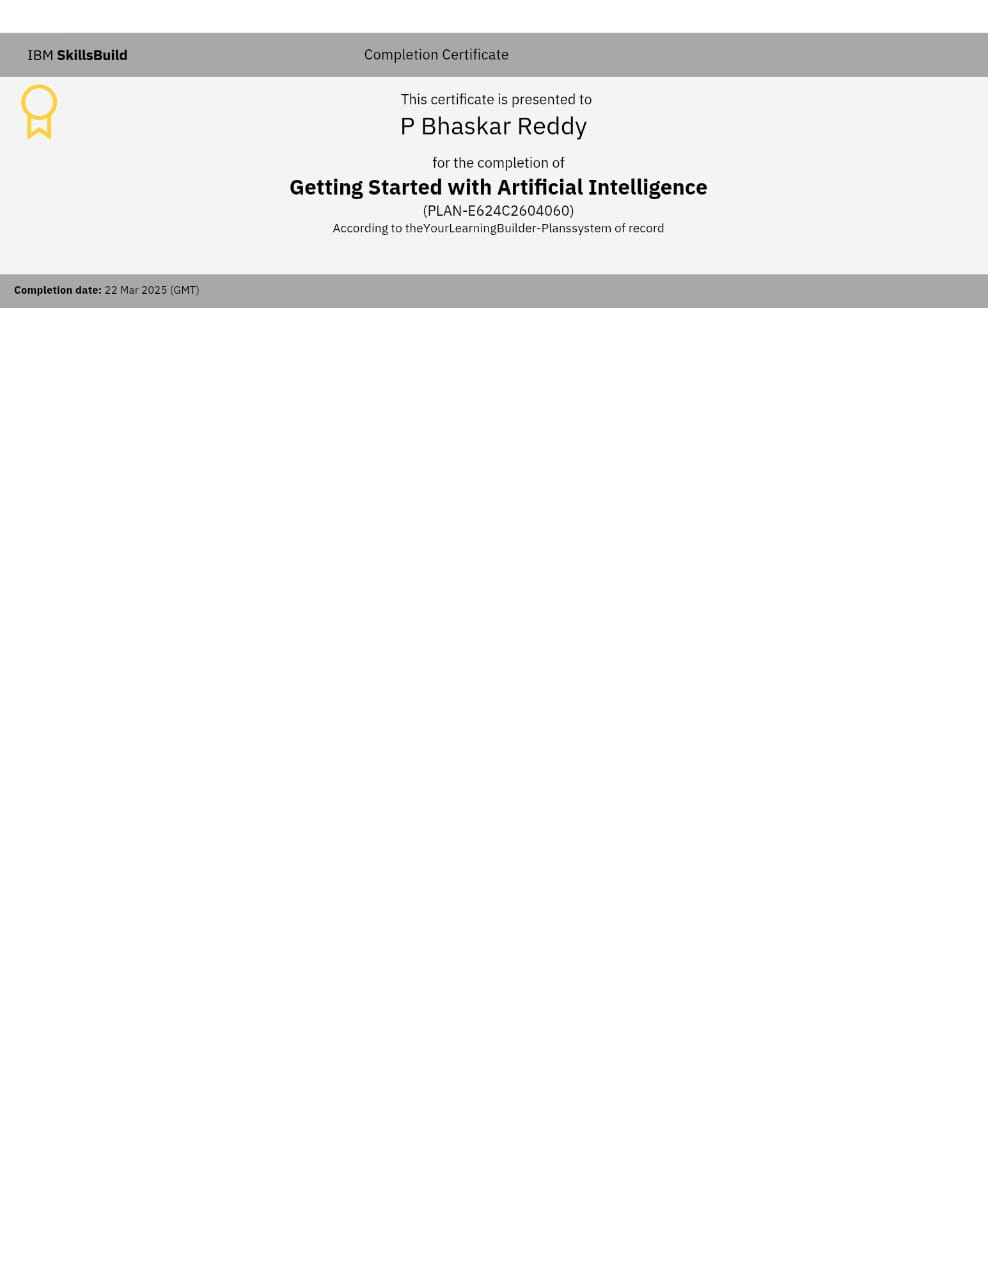 IBM SkillsBuild
Completion Certificate
This certificate is presented to
P Bhaskar Reddy
for the completion of
Getting Started with Artificial Intelligence
(PLAN-E624C2604060)
According to theYourLearningBuilder-Planssystem of record
Completion date: 22 Mar 2025 (GMT)